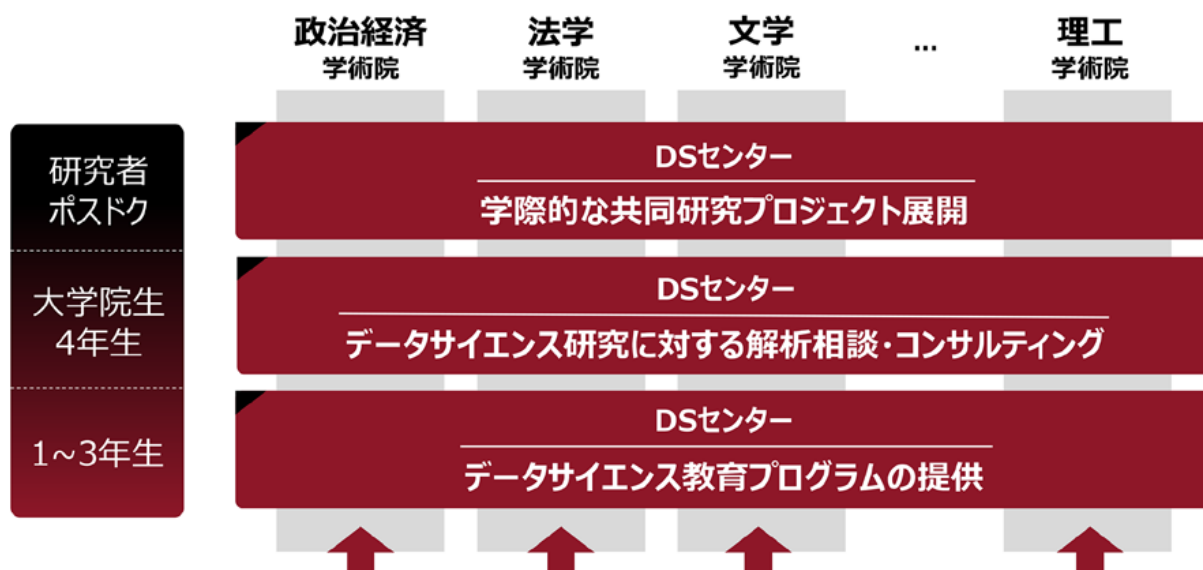 政治経済
学術院
法学
学術院
文学
学術院
...
理工
学術院
研究者
ポスドク
DSセンター
学際的な共同研究プロジェクト展開
大学院生
4年生
DSセンター
データサイエンス研究に対する解析相談・コンサルティング
1~3年生
DSセンター
データサイエンス教育プログラムの提供